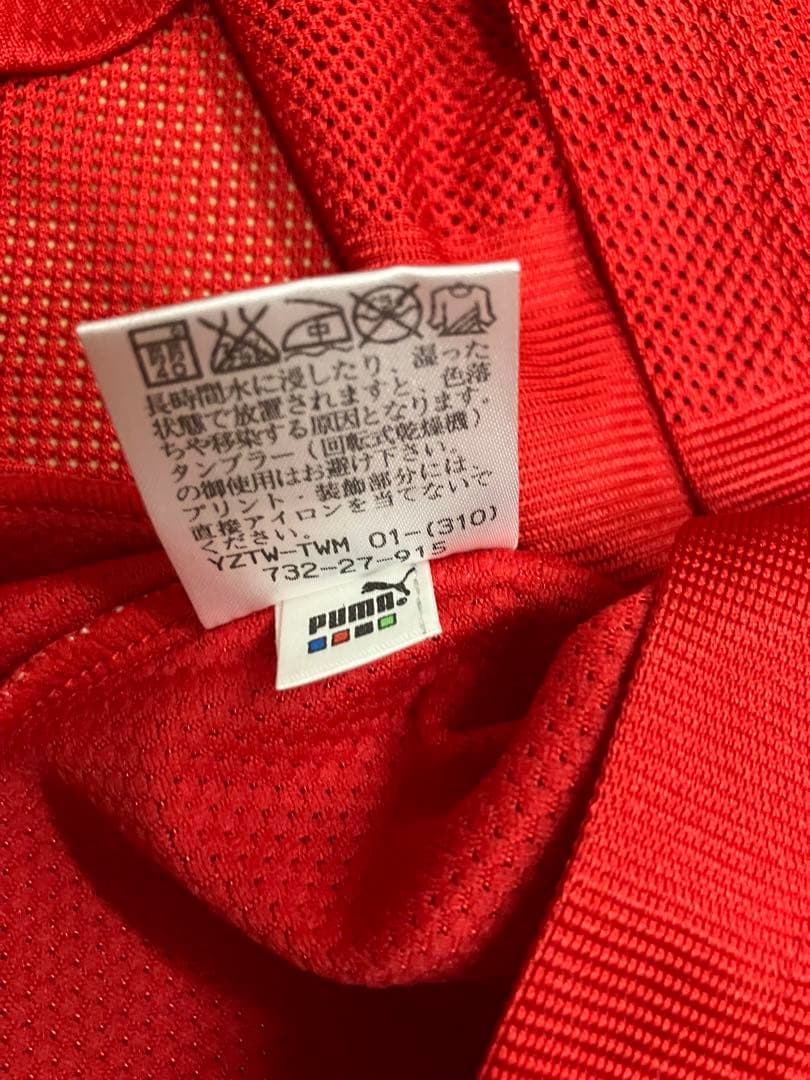 40
中
長時間水に浸したり、湿った
状態で放置されますと、色落
ちや移染する原因となります。
タンブラー(回転式乾燥機)
の御使用はお避け下さい。
プリント・装飾部分には、
直接アイロンを当てないで
ください。
YZTW-TWM 01-(310)
732-27-915
PUMA